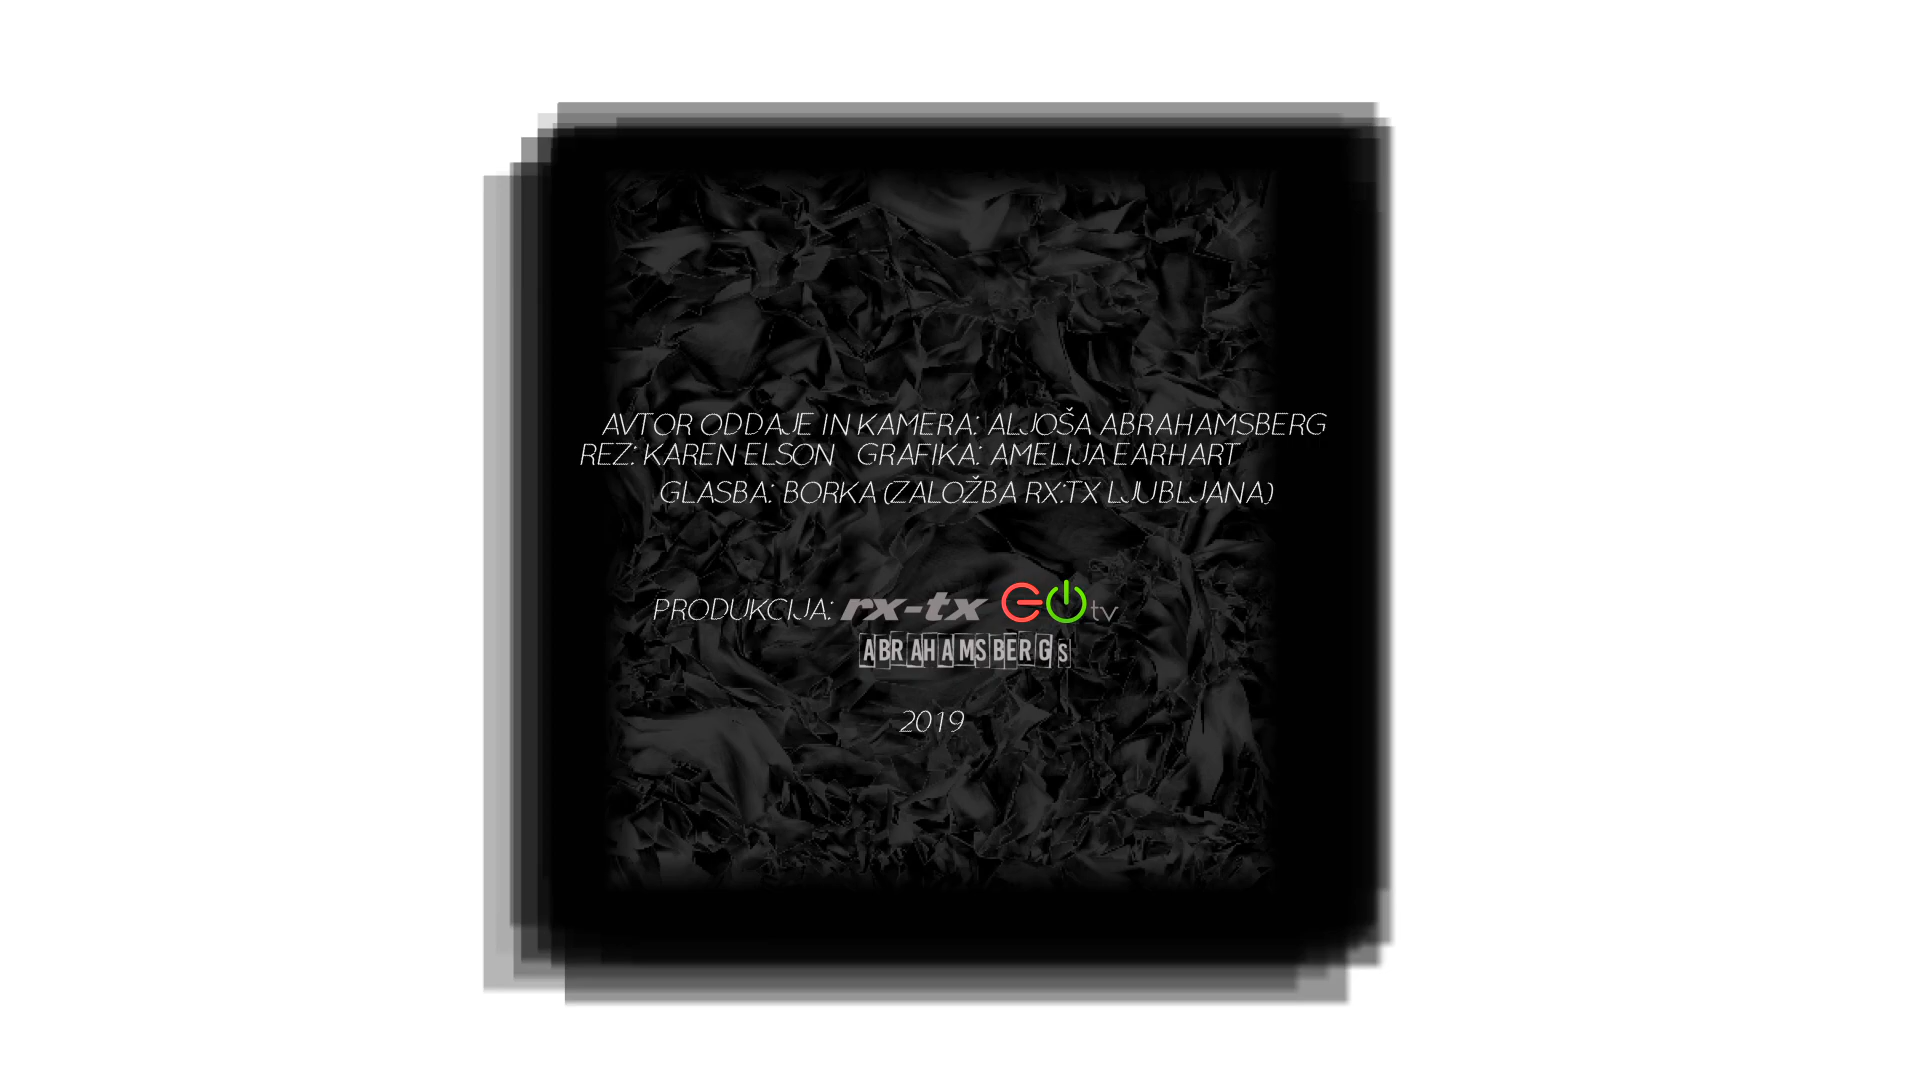 AVTOR ODDAJE IN KAMERA: ALJOŠA ABRAHAMSBERG
REZ: KAREN ELSON GRAFIKA: AMELIJA EARHART
GLASBA: BORKA (ZALOŽBA RX:TX LJUBLJANA)
PRODUKCIJA: rx-tx GO tv
ABRAHAMSBERGs
2019